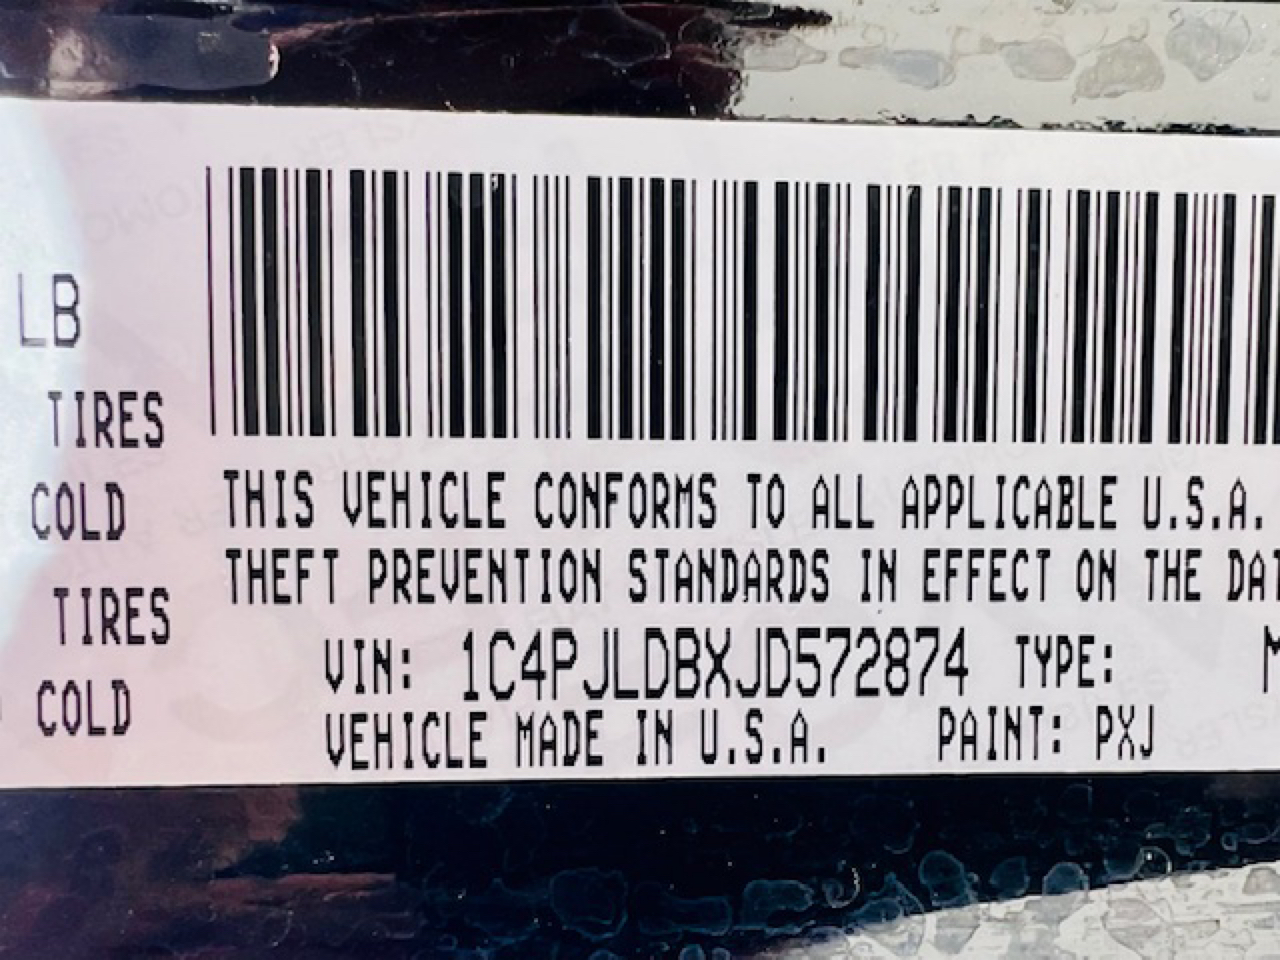 LB
TIRES
COLD
TIRES
COLD
THIS VEHICLE CONFORMS TO ALL APPLICABLE U.S.A.
THEFT PREVENTION STANDARDS IN EFFECT ON THE DAT
VIN: 1C4PJLDBXJD572874 TYPE: M
VEHICLE MADE IN U.S.A. PAINT: PXJ